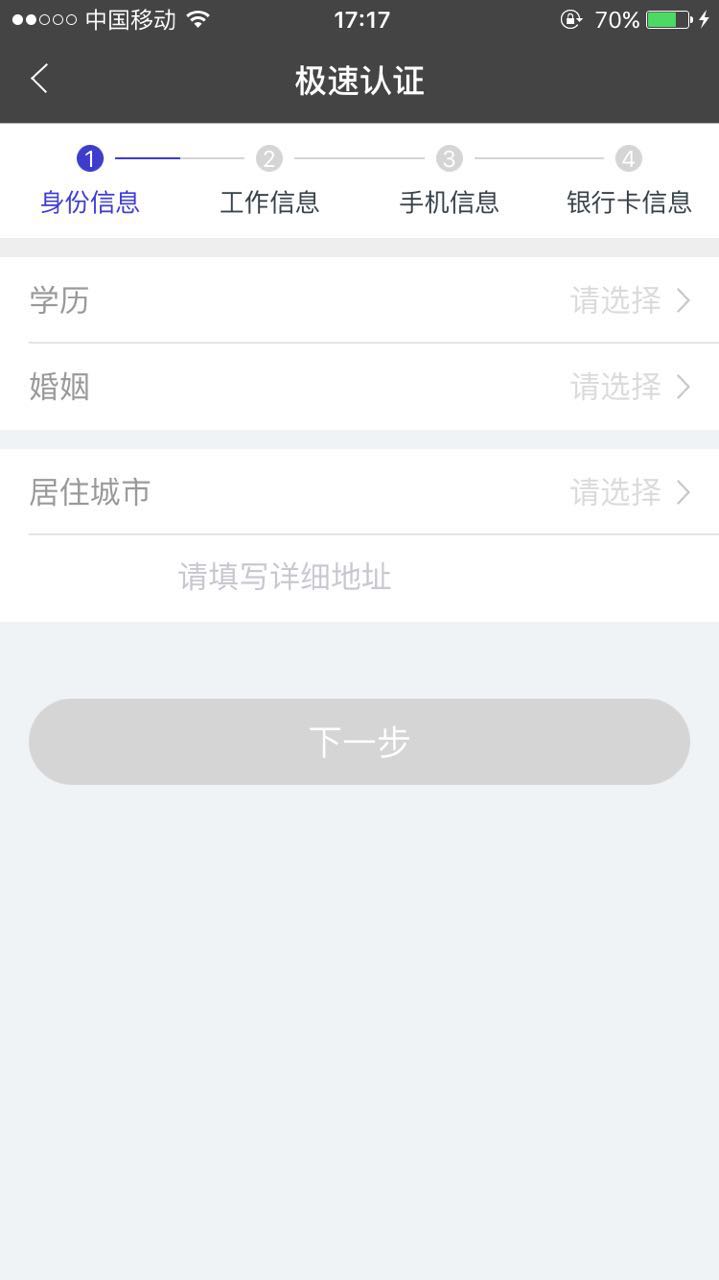 中国移动 17:17 70%
极速认证
1 2 3 4
身份信息 工作信息 手机信息 银行卡信息
学历 请选择
婚姻 请选择
居住城市 请选择
请填写详细地址
下一步